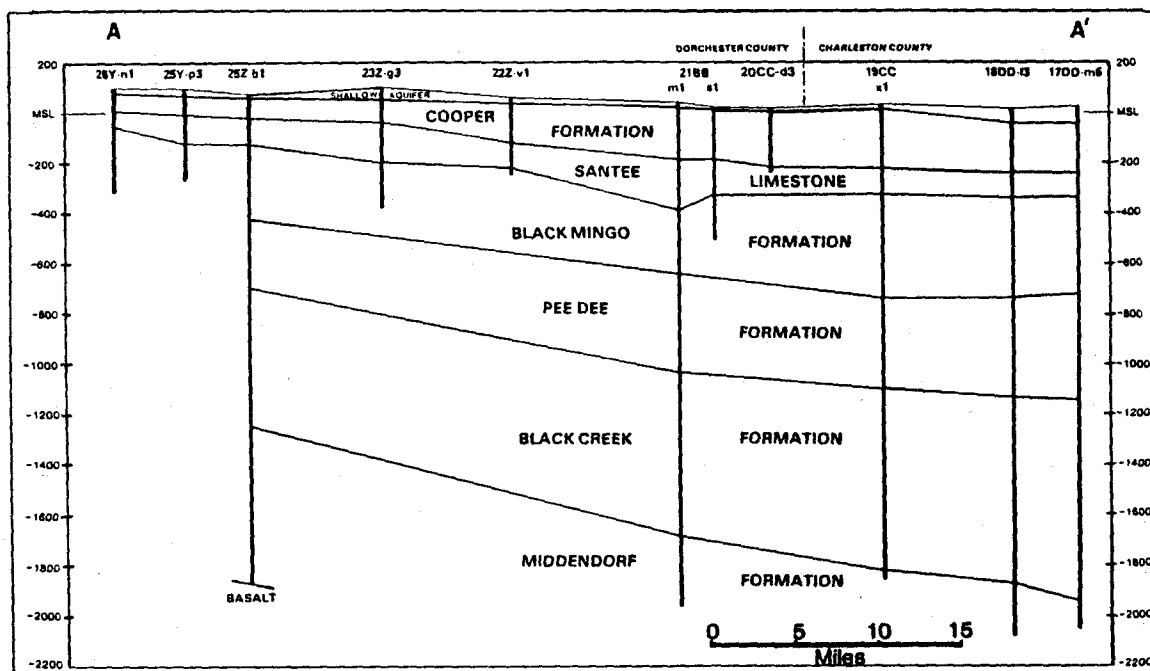 A A'
DORCHESTER COUNTY CHARLESTON COUNTY
26Y-n1 25Y-p3 25Z-b1 23Z-g3 22Z-v1 21BB 20CC-d3 19CC 18DD-f3 17DD-m6
m1 s1 x1
200 200
SHALLOW AQUIFER
MSL MSL
COOPER FORMATION
-200 -200
SANTEE LIMESTONE
-400 -400
BLACK MINGO FORMATION
-600 -600
PEE DEE FORMATION
-800 -800
-1000 -1000
-1200 -1200
BLACK CREEK FORMATION
-1400 -1400
-1600 -1600
MIDDENDORF FORMATION
-1800 -1800
BASALT
-2000 -2000
0 5 10 15
Miles
-2200 -2200